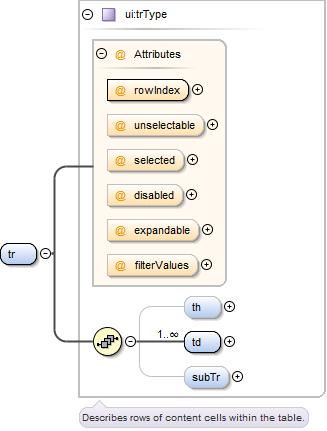 ui:trType
@ Attributes
@ rowIndex
@ unselectable
@ selected
@ disabled
@ expandable
@ filterValues
tr
th
1..∞
td
subTr
Describes rows of content cells within the table.